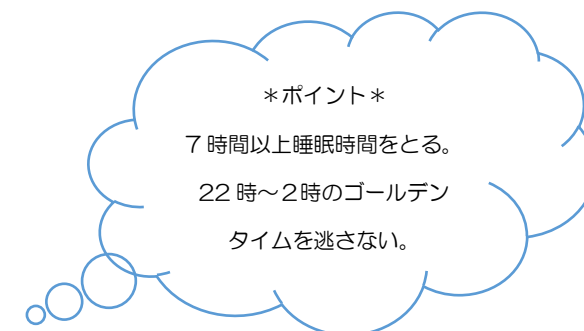 ＊ポイント＊
7 時間以上睡眠時間をとる。
22 時～2時のゴールデン
タイムを逃さない。